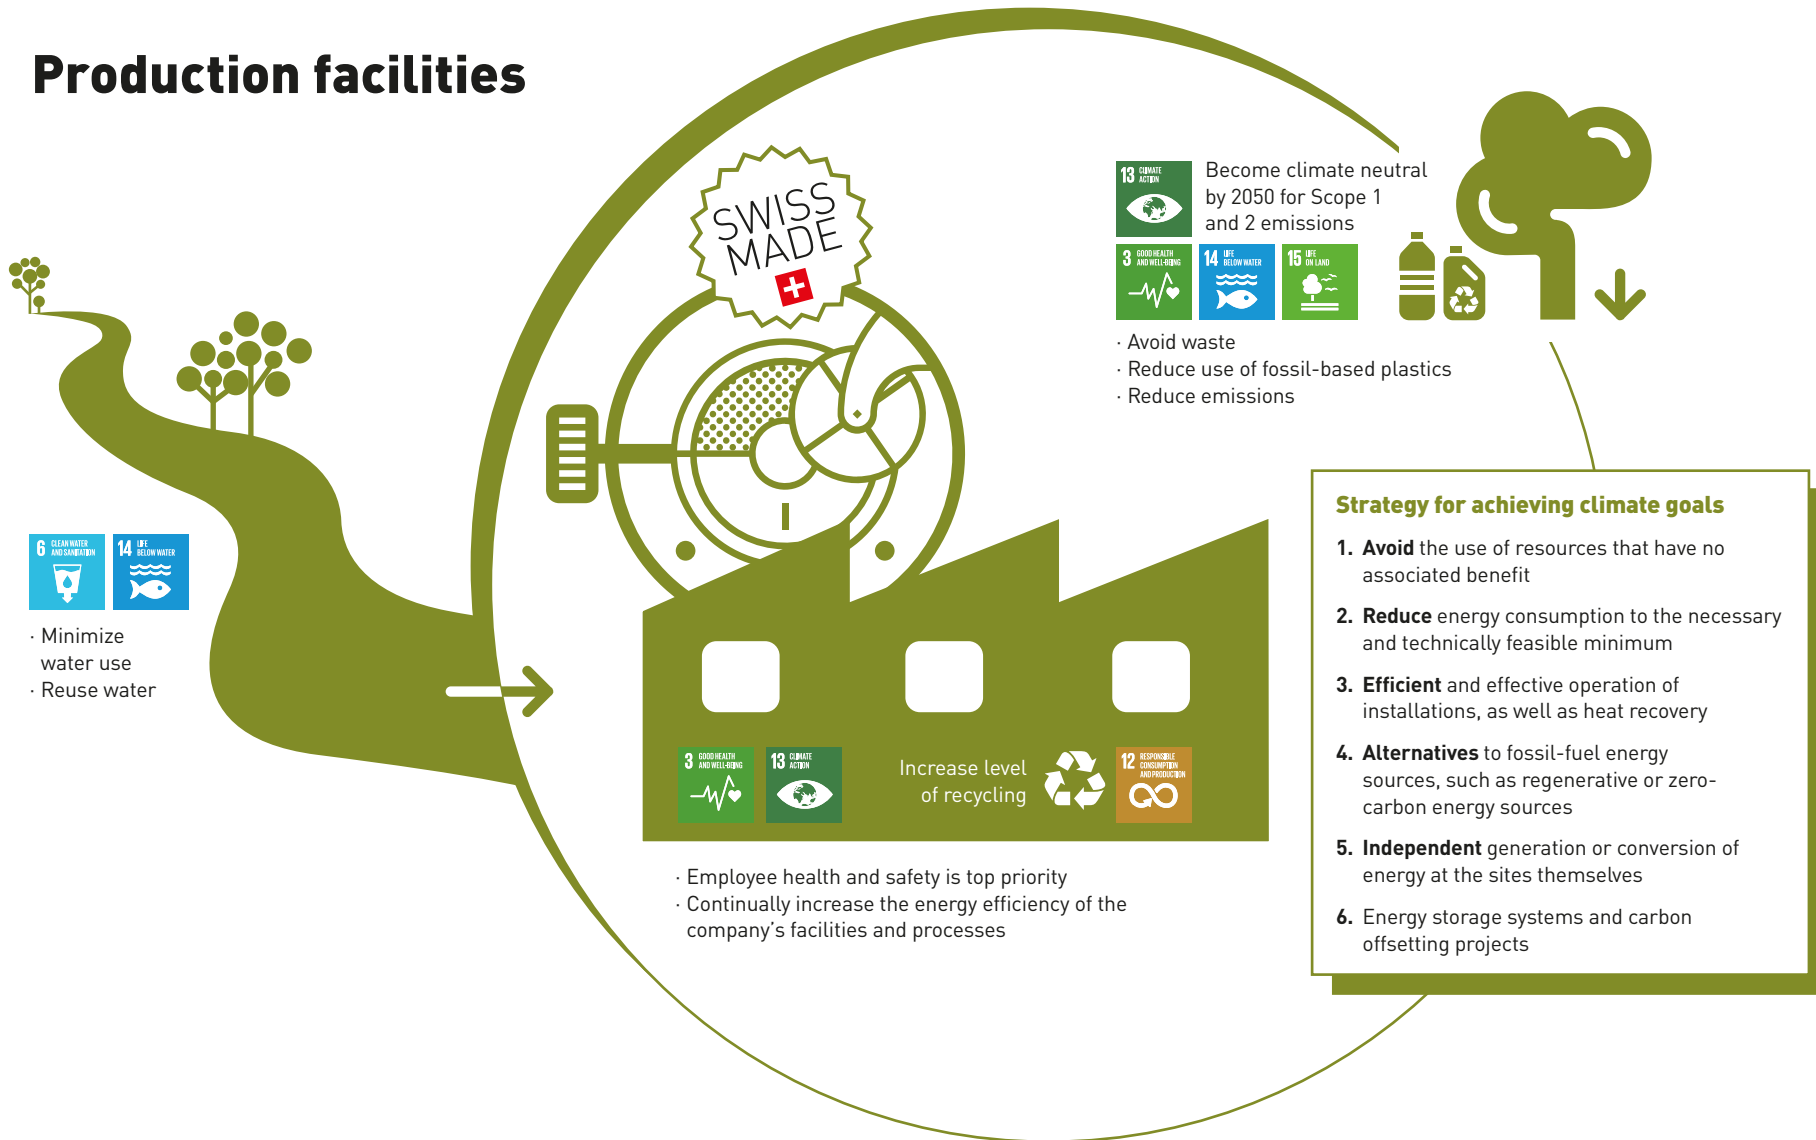 Production facilities
SWISS
MADE
13 CLIMATE
ACTION
Become climate neutral
by 2050 for Scope 1
and 2 emissions
3 GOOD HEALTH
AND WELL-BEING
14 LIFE
BELOW WATER
15 LIFE
ON LAND
· Avoid waste
· Reduce use of fossil-based plastics
· Reduce emissions
6 CLEAN WATER
AND SANITATION
14 LIFE
BELOW WATER
· Minimize
water use
· Reuse water
3 GOOD HEALTH
AND WELL-BEING
13 CLIMATE
ACTION
Increase level
of recycling
12 RESPONSIBLE
CONSUMPTION
AND PRODUCTION
· Employee health and safety is top priority
· Continually increase the energy efficiency of the
company's facilities and processes
Strategy for achieving climate goals
1. Avoid the use of resources that have no
associated benefit
2. Reduce energy consumption to the necessary
and technically feasible minimum
3. Efficient and effective operation of
installations, as well as heat recovery
4. Alternatives to fossil-fuel energy
sources, such as regenerative or zero-
carbon energy sources
5. Independent generation or conversion of
energy at the sites themselves
6. Energy storage systems and carbon
offsetting projects